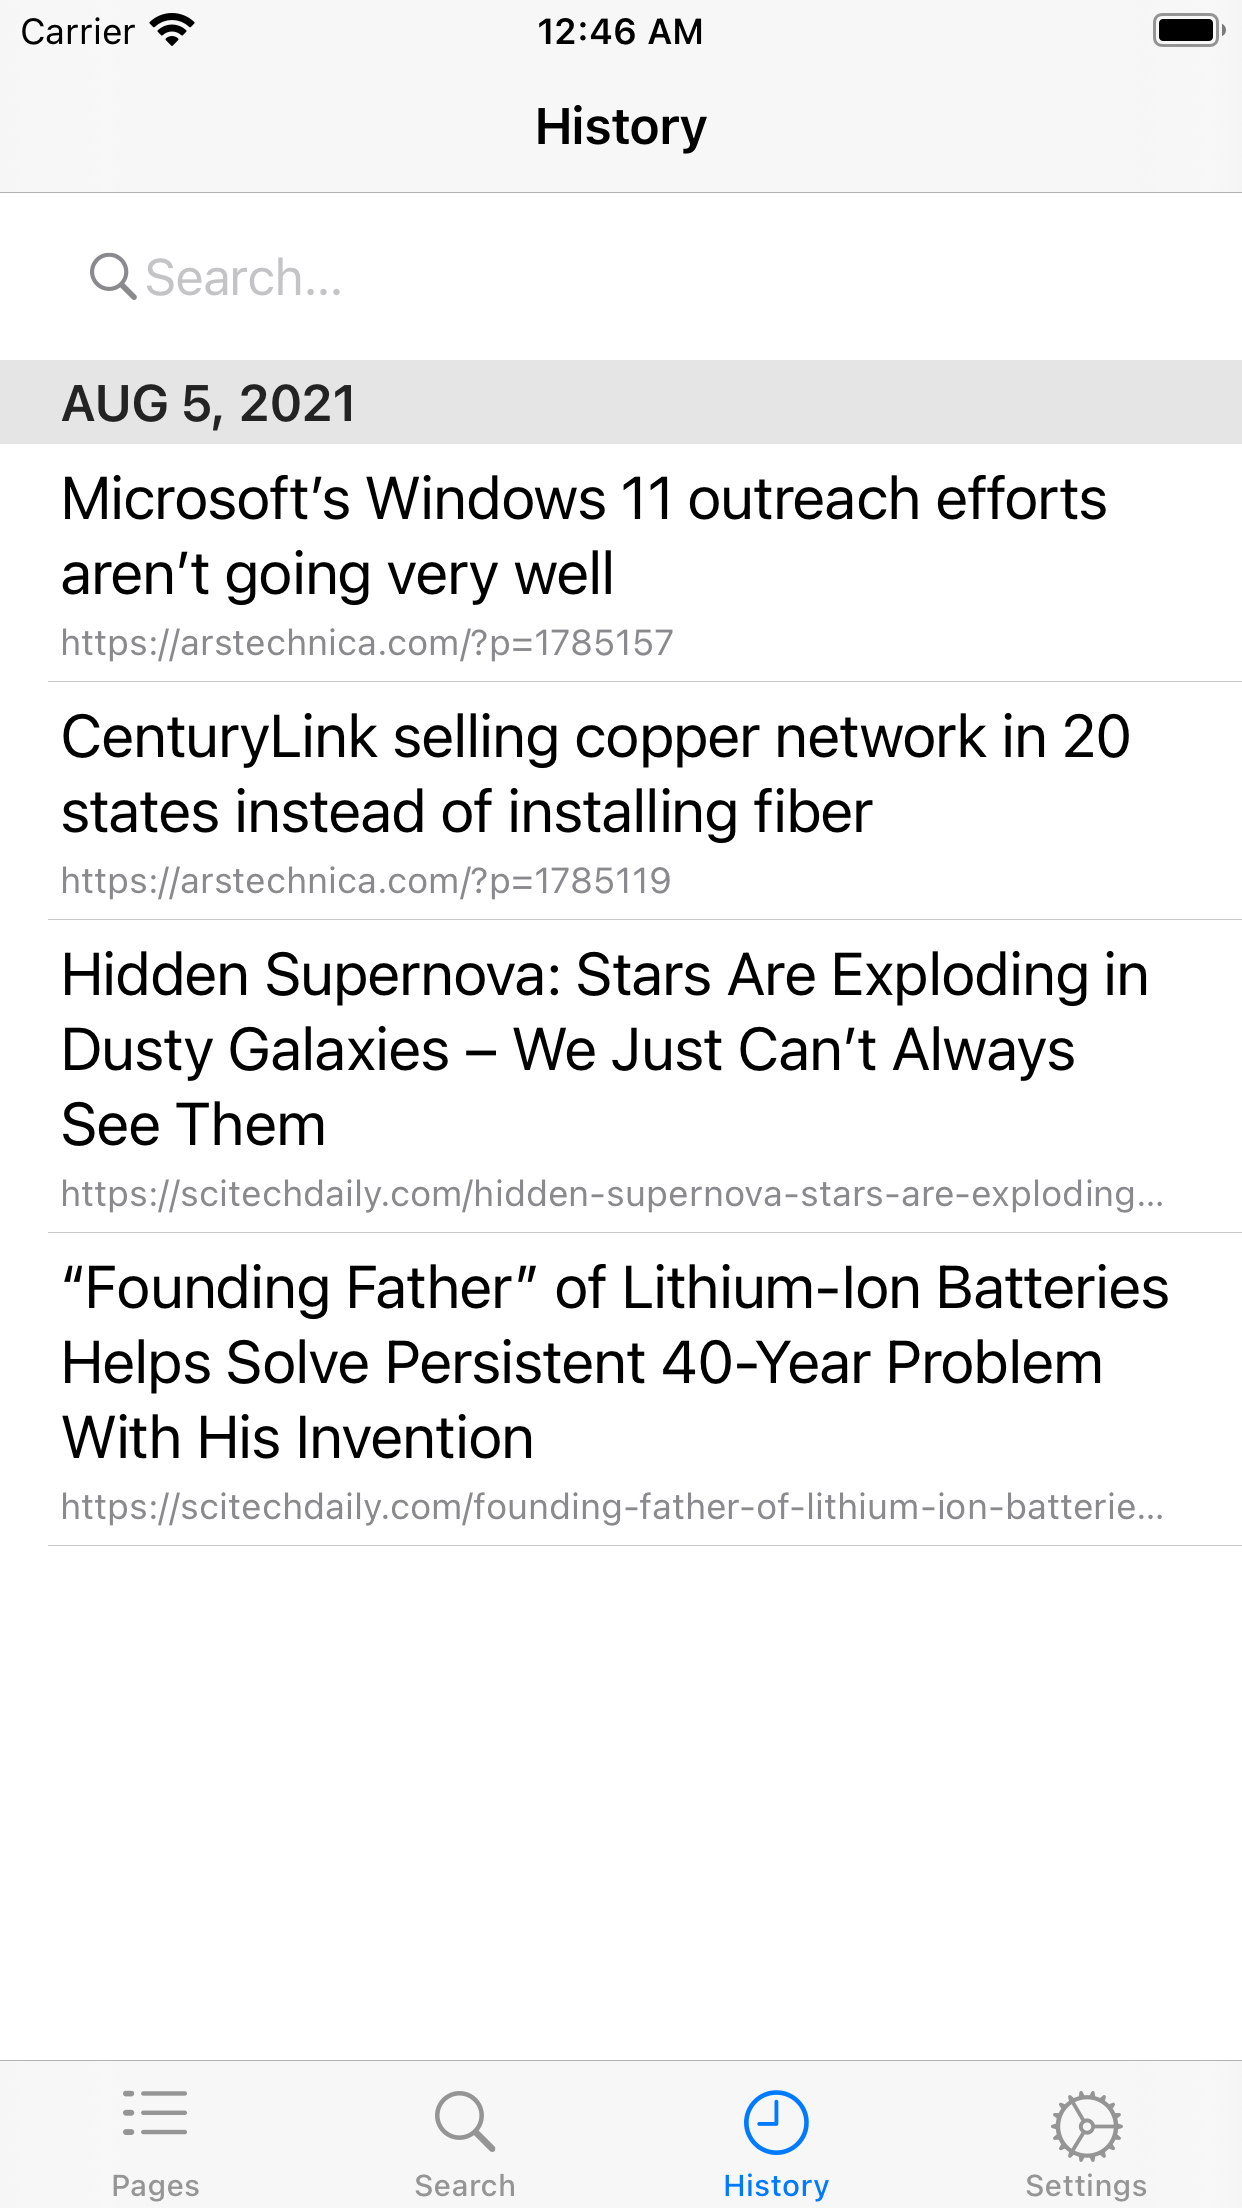 Carrier 12:46 AM
History
Search...
AUG 5, 2021
Microsoft’s Windows 11 outreach efforts
aren’t going very well
https://arstechnica.com/?p=1785157
CenturyLink selling copper network in 20
states instead of installing fiber
https://arstechnica.com/?p=1785119
Hidden Supernova: Stars Are Exploding in
Dusty Galaxies – We Just Can’t Always
See Them
https://scitechdaily.com/hidden-supernova-stars-are-exploding...
“Founding Father” of Lithium-Ion Batteries
Helps Solve Persistent 40-Year Problem
With His Invention
https://scitechdaily.com/founding-father-of-lithium-ion-batterie...
Pages Search History Settings